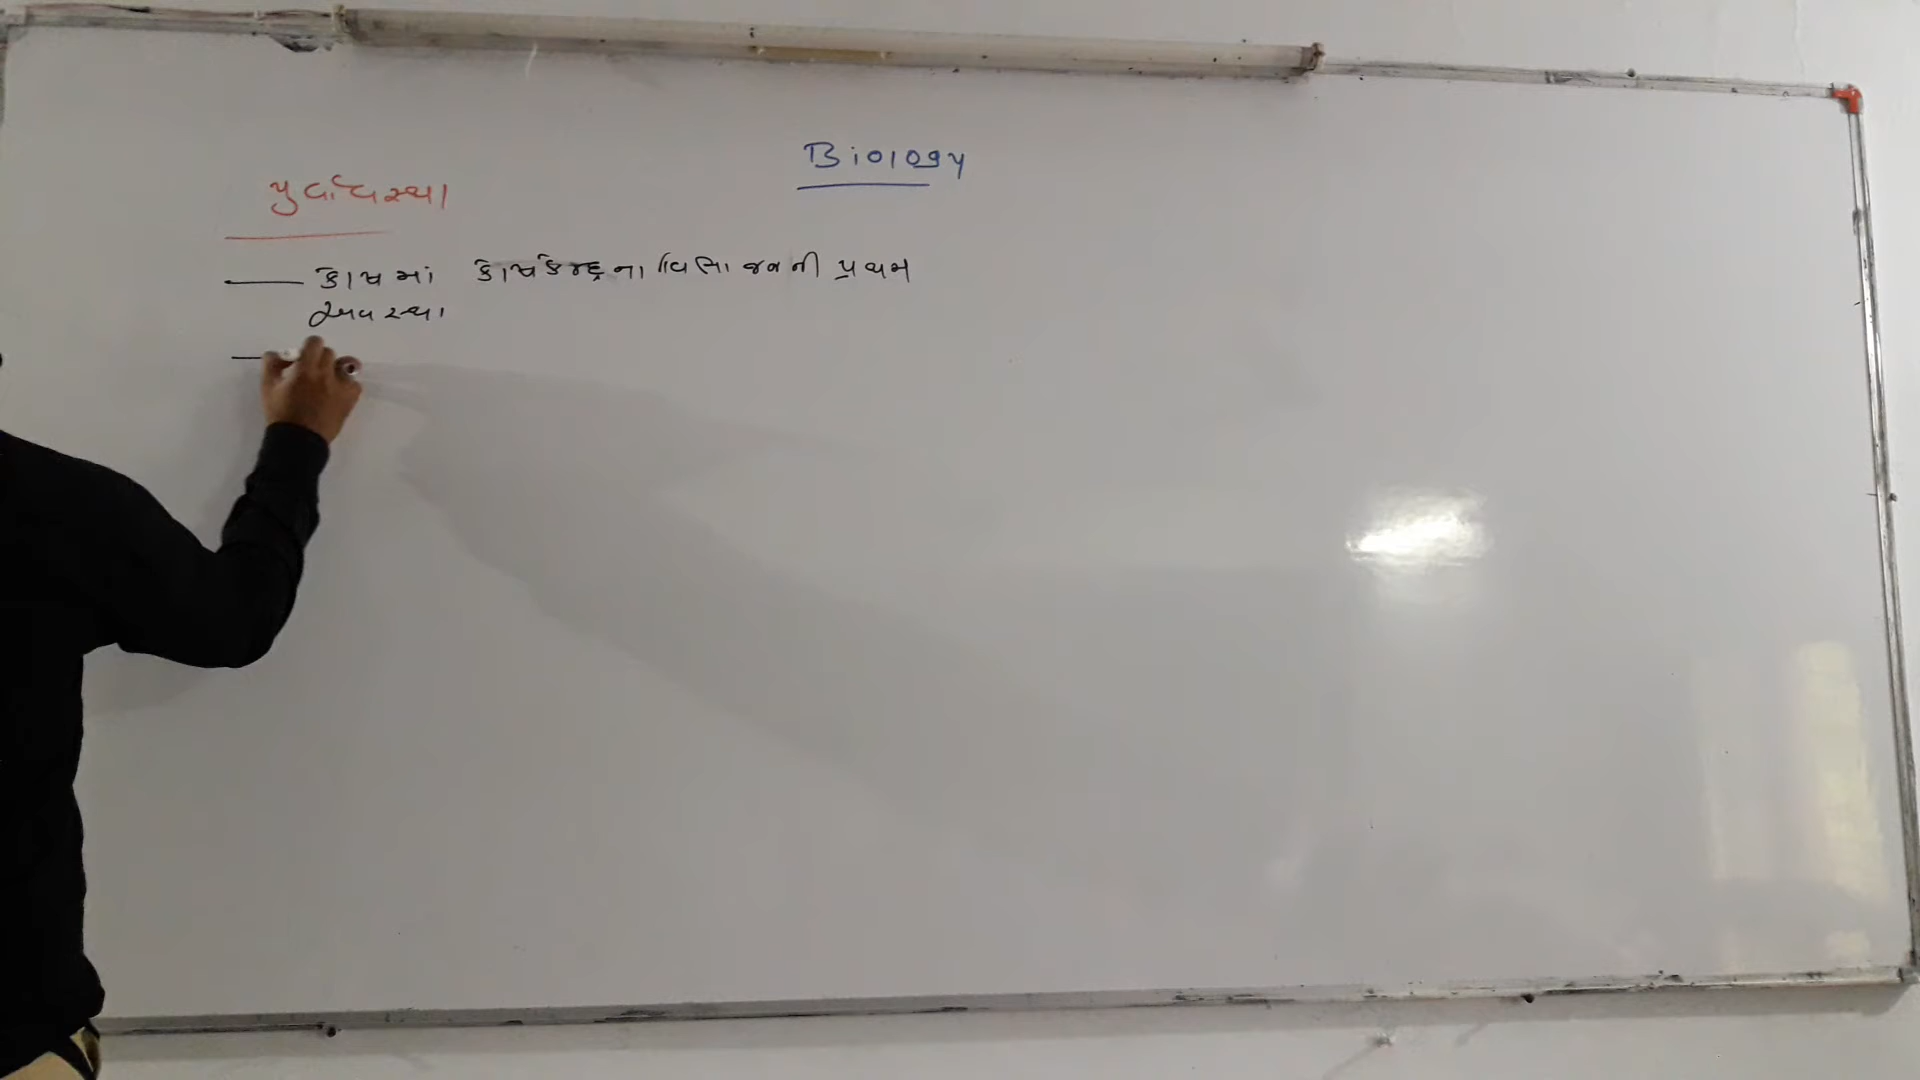 Biology
પુર્વાવસ્થા
કોષમાં કોષકેન્દ્રના વિભાજનની પ્રથમ
અવસ્થા